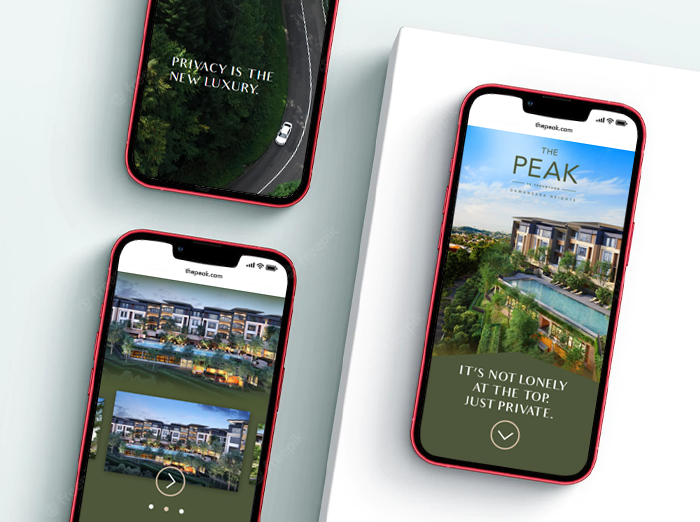 PRIVACY IS THE
NEW LUXURY.
thepeak.com
thepeak.com
THE
PEAK
DAMANSARA HEIGHTS
IT'S NOT LONELY
AT THE TOP.
JUST PRIVATE.